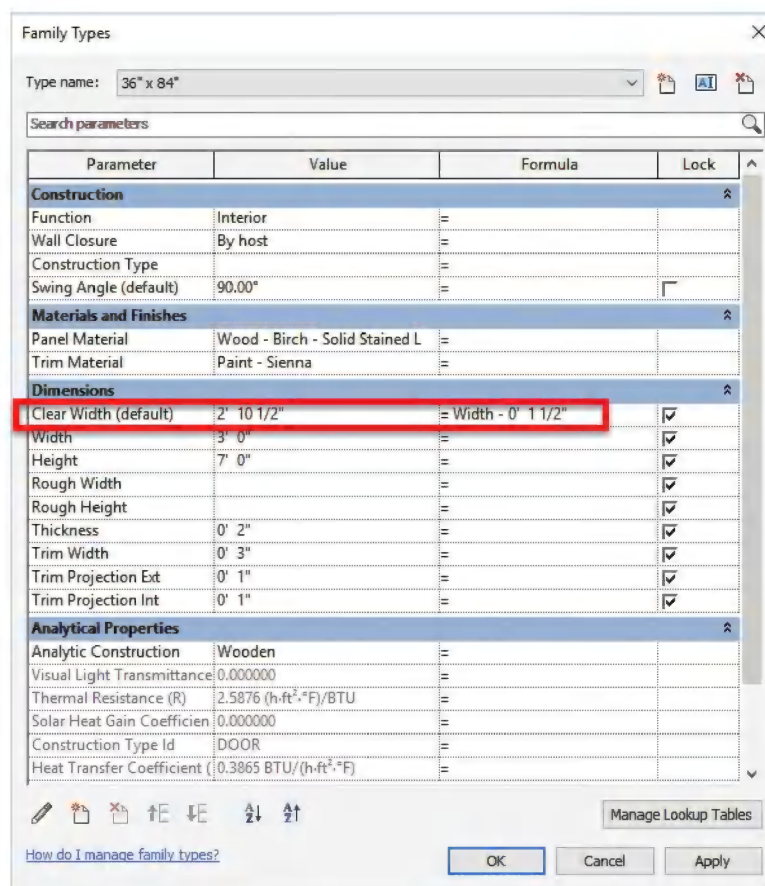 Family Types
Type name: 36" x 84"
Search parameters
Parameter Value Formula Lock
Construction
Function Interior =
Wall Closure By host =
Construction Type =
Swing Angle (default) 90.00° =
Materials and Finishes
Panel Material Wood - Birch - Solid Stained L =
Trim Material Paint - Sienna =
Dimensions
Clear Width (default) 2' 10 1/2" = Width - 0' 1 1/2"
Width 3' 0" =
Height 7' 0" =
Rough Width =
Rough Height =
Thickness 0' 2" =
Trim Width 0' 3" =
Trim Projection Ext 0' 1" =
Trim Projection Int 0' 1" =
Analytical Properties
Analytic Construction Wooden =
Visual Light Transmittance 0.000000 =
Thermal Resistance (R) 2.5876 (h·ft²·°F)/BTU =
Solar Heat Gain Coefficien 0.000000 =
Construction Type Id DOOR =
Heat Transfer Coefficient ( 0.3865 BTU/(h·ft²·°F) =
Manage Lookup Tables
How do I manage family types?
OK Cancel Apply